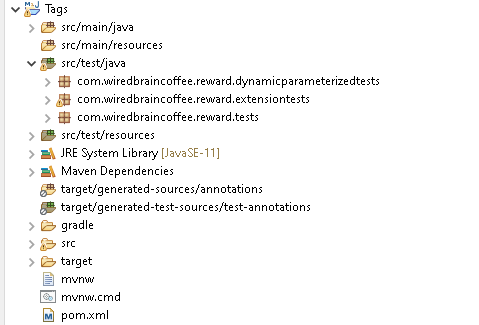 Tags
src/main/java
src/main/resources
src/test/java
com.wiredbraincoffee.reward.dynamicparameterizedtests
com.wiredbraincoffee.reward.extensiontests
com.wiredbraincoffee.reward.tests
src/test/resources
JRE System Library [JavaSE-11]
Maven Dependencies
target/generated-sources/annotations
target/generated-test-sources/test-annotations
gradle
src
target
mvnw
mvnw.cmd
pom.xml